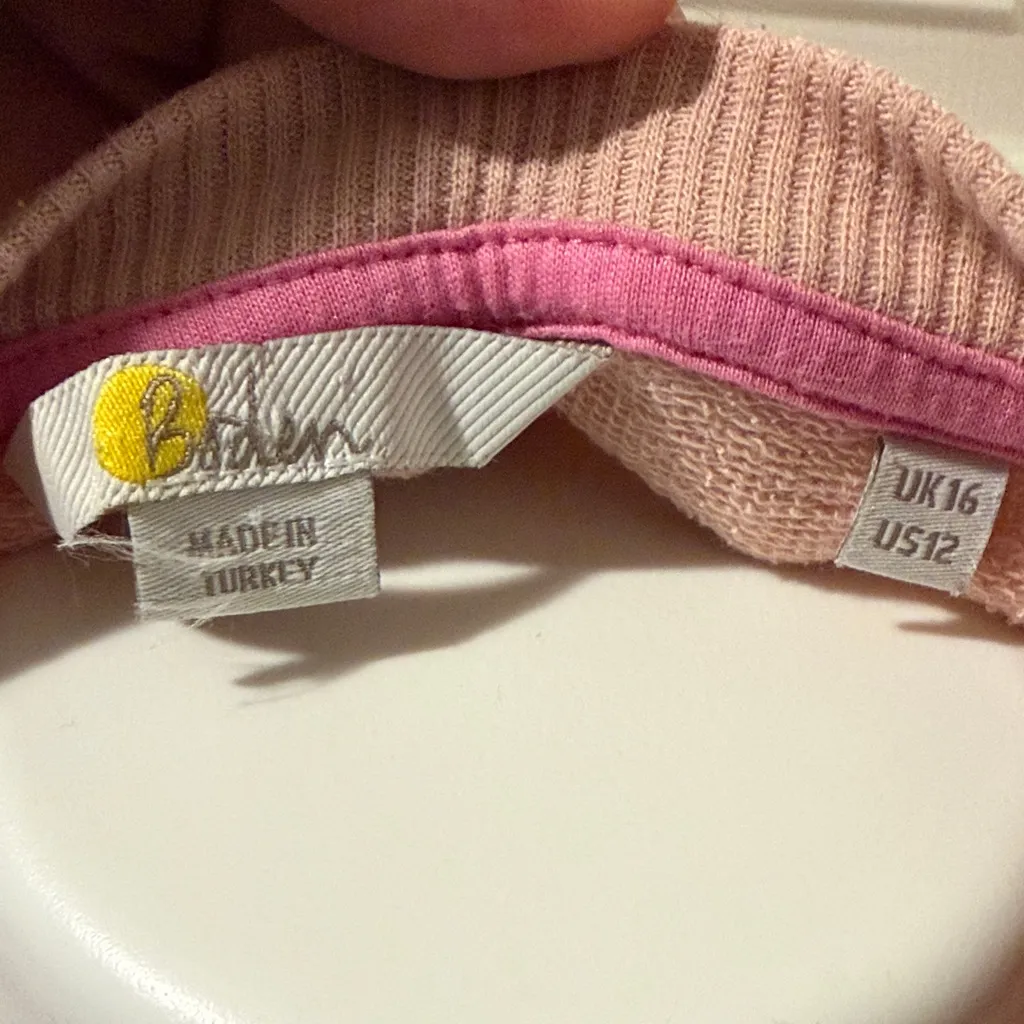 Boden
MADE IN
TURKEY
UK16
US12